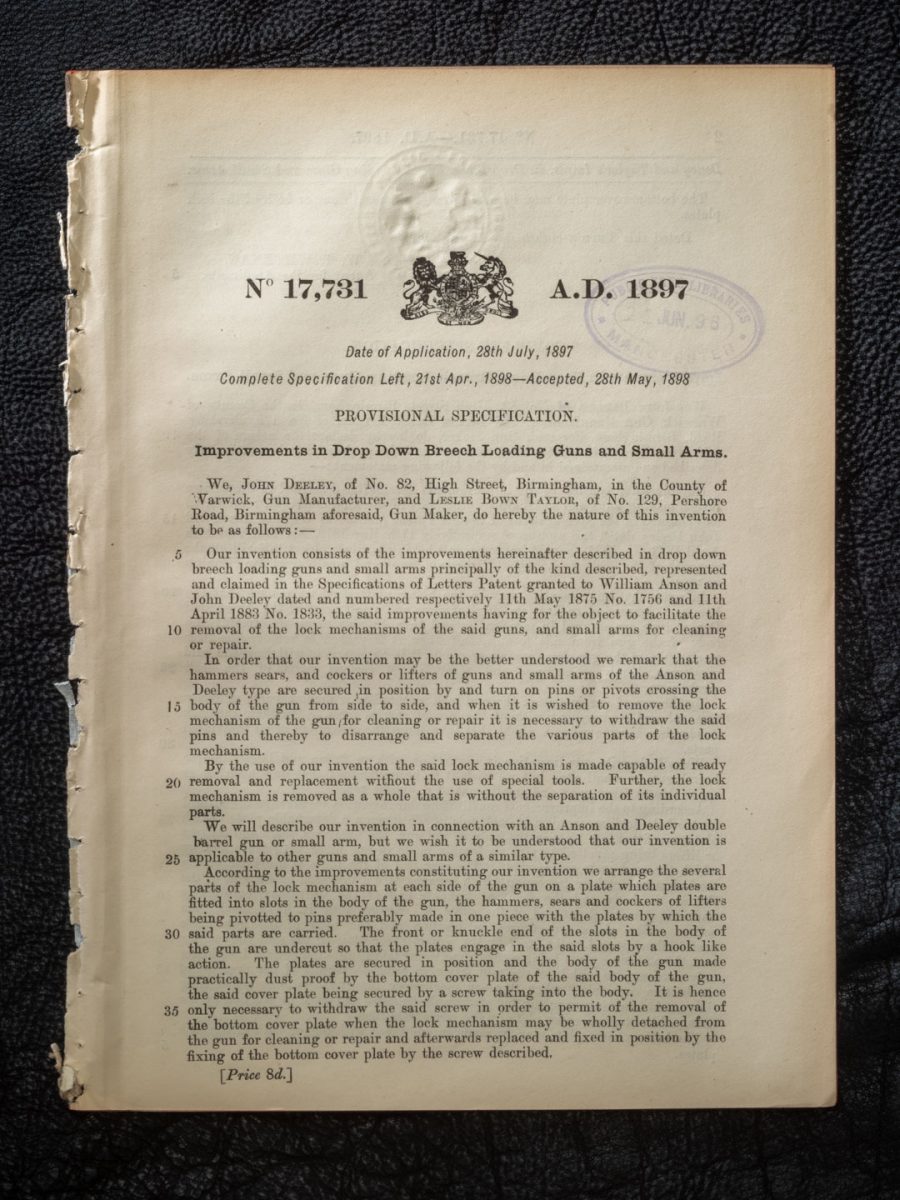 Nº 17,731 A.D. 1897
Date of Application, 28th July, 1897
Complete Specification Left, 21st Apr., 1898—Accepted, 28th May, 1898
PROVISIONAL SPECIFICATION.
Improvements in Drop Down Breech Loading Guns and Small Arms.
We, JOHN DEELEY, of No. 82, High Street, Birmingham, in the County of
Warwick, Gun Manufacturer, and LESLIE BOWN TAYLOR, of No. 129, Pershore
Road, Birmingham aforesaid, Gun Maker, do hereby the nature of this invention
to be as follows:—
5 Our invention consists of the improvements hereinafter described in drop down
breech loading guns and small arms principally of the kind described, represented
and claimed in the Specifications of Letters Patent granted to William Anson and
John Deeley dated and numbered respectively 11th May 1875 No. 1756 and 11th
April 1883 No. 1833, the said improvements having for the object to facilitate the
10 removal of the lock mechanisms of the said guns, and small arms for cleaning
or repair.
In order that our invention may be the better understood we remark that the
hammers sears, and cockers or lifters of guns and small arms of the Anson and
Deeley type are secured in position by and turn on pins or pivots crossing the
15 body of the gun from side to side, and when it is wished to remove the lock
mechanism of the gun for cleaning or repair it is necessary to withdraw the said
pins and thereby to disarrange and separate the various parts of the lock
mechanism.
By the use of our invention the said lock mechanism is made capable of ready
20 removal and replacement without the use of special tools. Further, the lock
mechanism is removed as a whole that is without the separation of its individual
parts.
We will describe our invention in connection with an Anson and Deeley double
barrel gun or small arm, but we wish it to be understood that our invention is
25 applicable to other guns and small arms of a similar type.
According to the improvements constituting our invention we arrange the several
parts of the lock mechanism at each side of the gun on a plate which plates are
fitted into slots in the body of the gun, the hammers, sears and cockers of lifters
being pivotted to pins preferably made in one piece with the plates by which the
30 said parts are carried. The front or knuckle end of the slots in the body of
the gun are undercut so that the plates engage in the said slots by a hook like
action. The plates are secured in position and the body of the gun made
practically dust proof by the bottom cover plate of the said body of the gun,
the said cover plate being secured by a screw taking into the body. It is hence
35 only necessary to withdraw the said screw in order to permit of the removal of
the bottom cover plate when the lock mechanism may be wholly detached from
the gun for cleaning or repair and afterwards replaced and fixed in position by the
fixing of the bottom cover plate by the screw described.
[Price 8d.]
LIBRARIES
JUN. 98